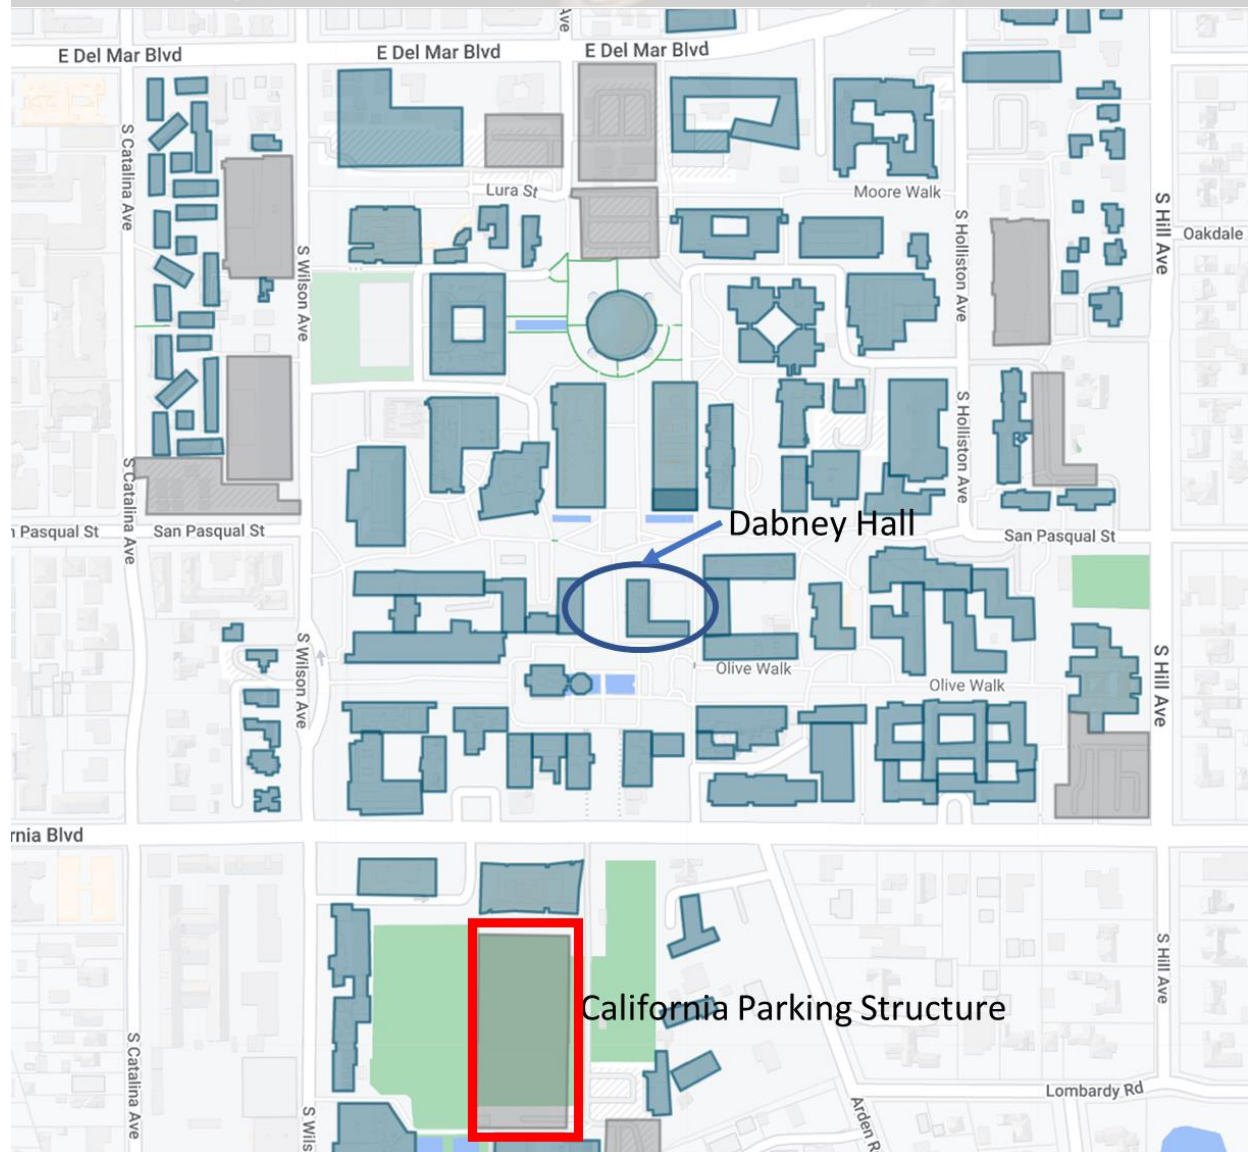 Ave
E Del Mar Blvd
E Del Mar Blvd
E Del Mar Blvd
S Catalina Ave
Lura St
Moore Walk
S Hill Ave
Oakdale
S Wilson Ave
S Holliston Ave
S Holliston Ave
S Catalina Ave
Pasqual St
San Pasqual St
Dabney Hall
San Pasqual St
S Wilson Ave
Olive Walk
Olive Walk
S Hill Ave
rnia Blvd
S Hill Ave
California Parking Structure
S Catalina Ave
Lombardy Rd
Arden R
S Wils